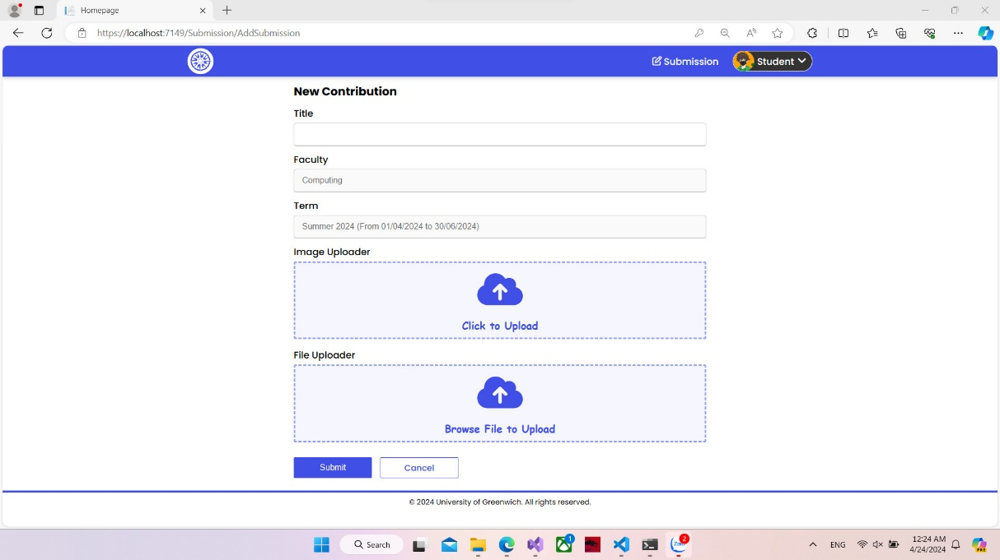 Homepage
https://localhost:7149/Submission/AddSubmission
Submission
Student
New Contribution
Title
Faculty
Computing
Term
Summer 2024 (From 01/04/2024 to 30/06/2024)
Image Uploader
Click to Upload
File Uploader
Browse File to Upload
Submit
Cancel
© 2024 University of Greenwich. All rights reserved.
Search
1
2
ENG
12:24 AM
4/24/2024
PRE